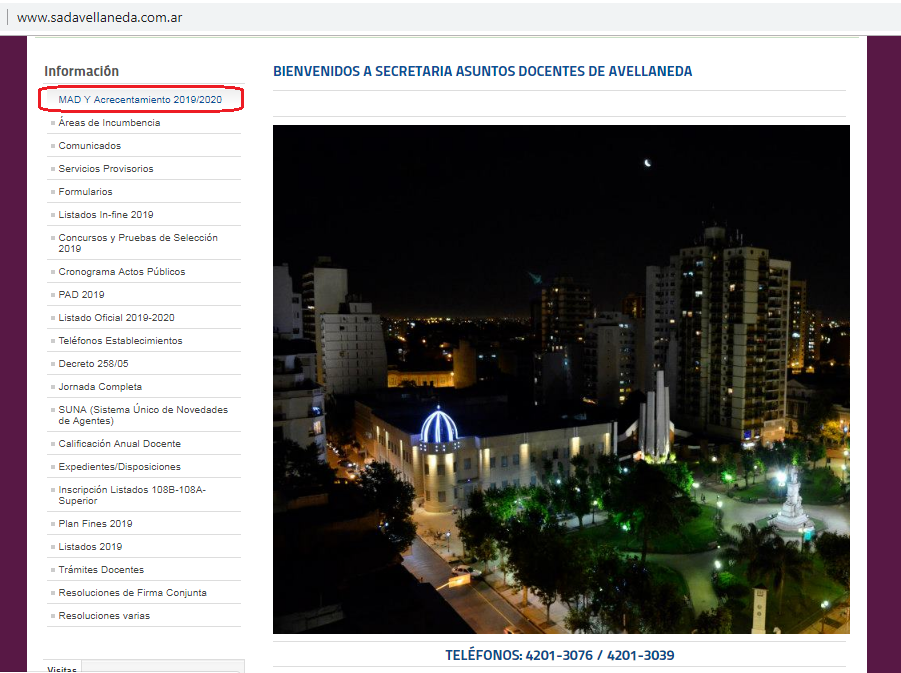 www.sadavellaneda.com.ar
Información
MAD Y Acrecentamiento 2019/2020
Áreas de Incumbencia
Comunicados
Servicios Provisorios
Formularios
Listados In-fine 2019
Concursos y Pruebas de Selección
2019
Cronograma Actos Públicos
PAD 2019
Listado Oficial 2019-2020
Teléfonos Establecimientos
Decreto 258/05
Jornada Completa
SUNA (Sistema Único de Novedades
de Agentes)
Calificación Anual Docente
Expedientes/Disposiciones
Inscripción Listados 108B-108A-
Superior
Plan Fines 2019
Listados 2019
Trámites Docentes
Resoluciones de Firma Conjunta
Resoluciones varias
Visitas
BIENVENIDOS A SECRETARIA ASUNTOS DOCENTES DE AVELLANEDA
TELÉFONOS: 4201-3076 / 4201-3039